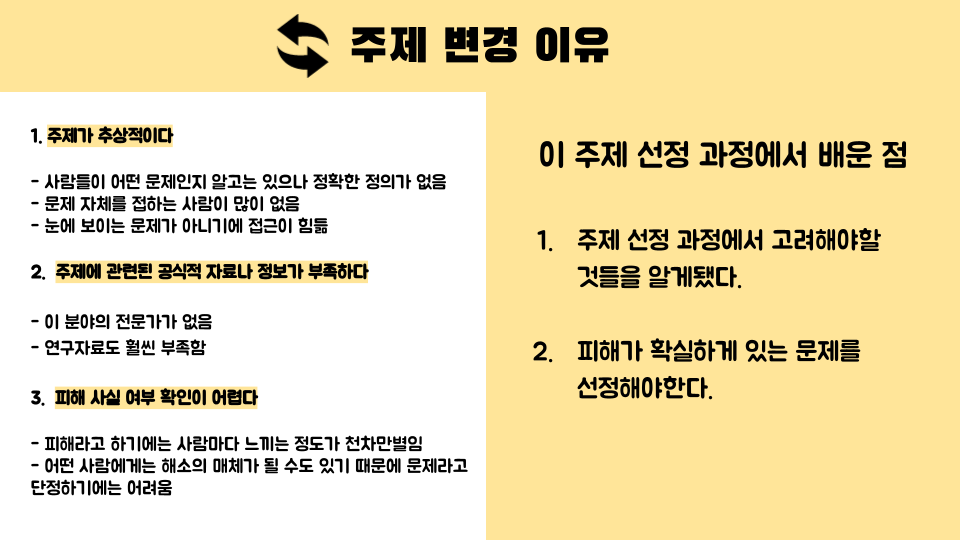 주제 변경 이유
1. 주제가 추상적이다
- 사람들이 어떤 문제인지 알고는 있으나 정확한 정의가 없음
- 문제 자체를 접하는 사람이 많이 없음
- 눈에 보이는 문제가 아니기에 접근이 힘듦
2. 주제에 관련된 공식적 자료나 정보가 부족하다
- 이 분야의 전문가가 없음
- 연구자료도 훨씬 부족함
3. 피해 사실 여부 확인이 어렵다
- 피해라고 하기에는 사람마다 느끼는 정도가 천차만별임
- 어떤 사람에게는 해소의 매체가 될 수도 있기 때문에 문제라고
단정하기에는 어려움
이 주제 선정 과정에서 배운 점
1. 주제 선정 과정에서 고려해야할
것들을 알게됐다.
2. 피해가 확실하게 있는 문제를
선정해야한다.